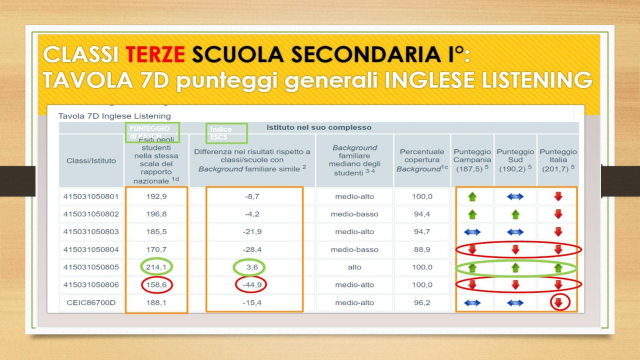 CLASSI TERZE SCUOLA SECONDARIA I°:
TAVOLA 7D punteggi generali INGLESE LISTENING
Tavola 7D Inglese Listening
Istituto nel suo complesso
PUNTEGGIO
Indice
ESCS
Classi/Istituto
Esiti degli
studenti
nella stessa
scala del
rapporto
nazionale 1d
Differenza nei risultati rispetto a
classi/scuole con
Background familiare simile 2
Background
familiare
mediano degli
studenti 3 4
Percentuale
copertura
Background1c
Punteggio
Campania
(187,5) 5
Punteggio
Sud
(190,2) 5
Punteggio
Italia
(201,7) 5
415031050801 192,9 -8,7 medio-alto 100,0
415031050802 196,8 -4,2 medio-basso 94,4
415031050803 185,5 -21,9 medio-alto 94,7
415031050804 170,7 -28,4 medio-basso 88,9
415031050805 214,1 3,6 alto 100,0
415031050806 158,6 -44,9 medio-alto 100,0
CEIC86700D 188,1 -15,4 medio-alto 96,2